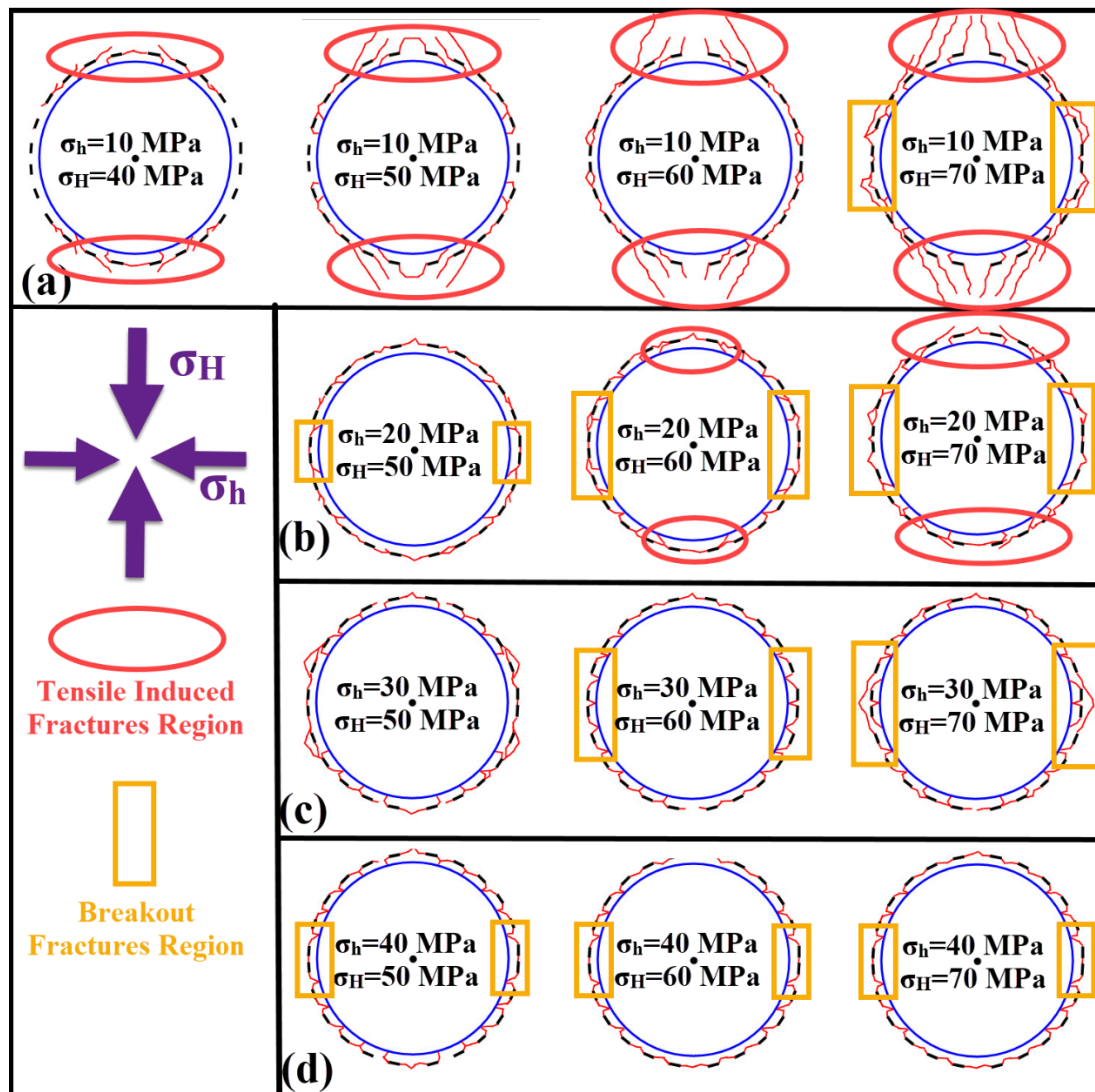 σh=10 MPa
σH=40 MPa
σh=10 MPa
σH=50 MPa
σh=10 MPa
σH=60 MPa
σh=10 MPa
σH=70 MPa
(a)
σH
σh
Tensile Induced
Fractures Region
Breakout
Fractures Region
σh=20 MPa
σH=50 MPa
σh=20 MPa
σH=60 MPa
σh=20 MPa
σH=70 MPa
(b)
σh=30 MPa
σH=50 MPa
σh=30 MPa
σH=60 MPa
σh=30 MPa
σH=70 MPa
(c)
σh=40 MPa
σH=50 MPa
σh=40 MPa
σH=60 MPa
σh=40 MPa
σH=70 MPa
(d)